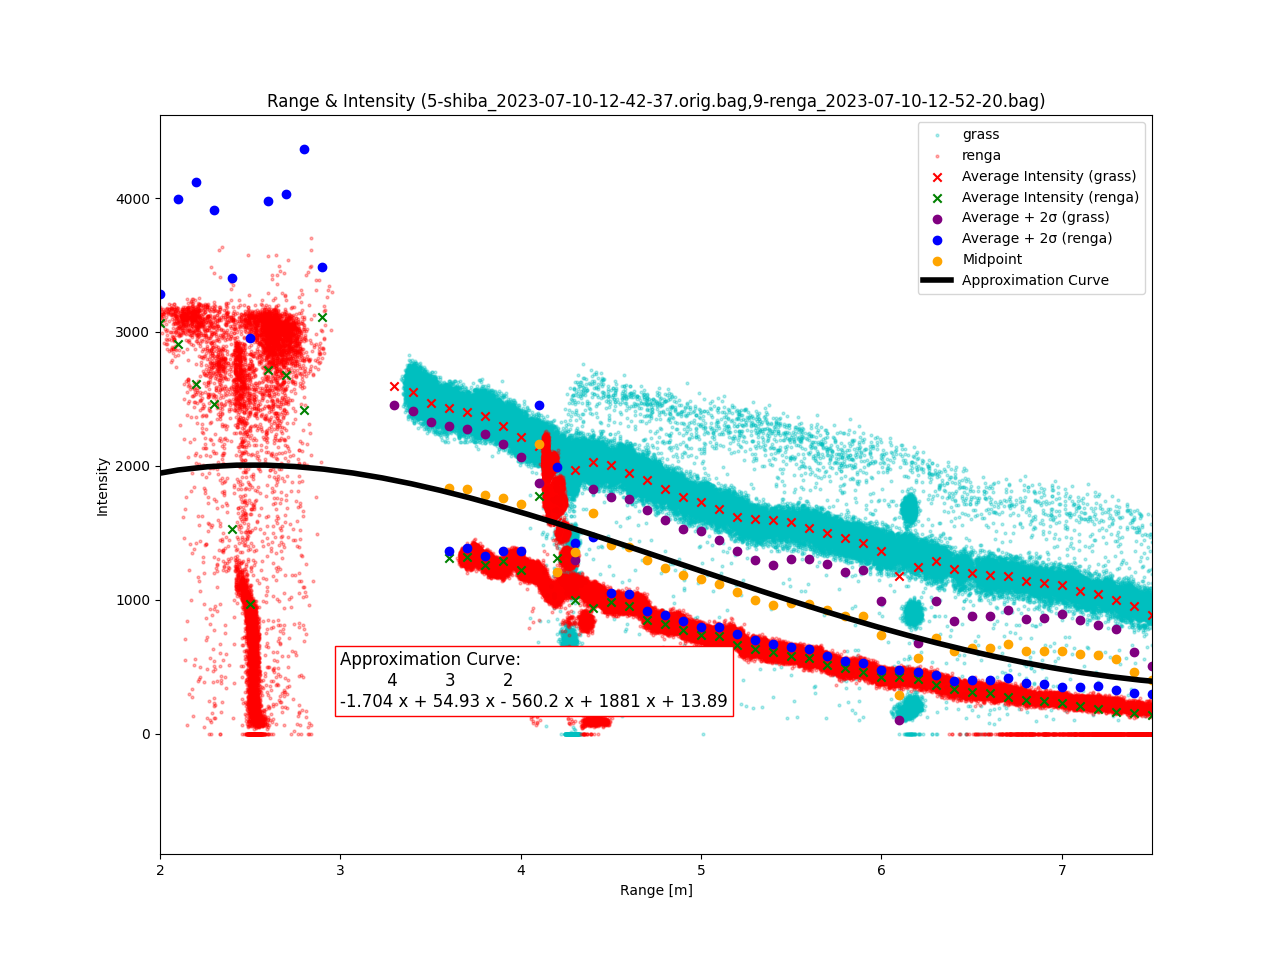 Range & Intensity (5-shiba_2023-07-10-12-42-37.orig.bag,9-renga_2023-07-10-12-52-20.bag)
grass
renga
Average Intensity (grass)
Average Intensity (renga)
Average + 2σ (grass)
Average + 2σ (renga)
Midpoint
Approximation Curve
4000
3000
2000
1000
0
Intensity
Approximation Curve:
4 3 2
-1.704 x + 54.93 x - 560.2 x + 1881 x + 13.89
2 3 4 5 6 7
Range [m]